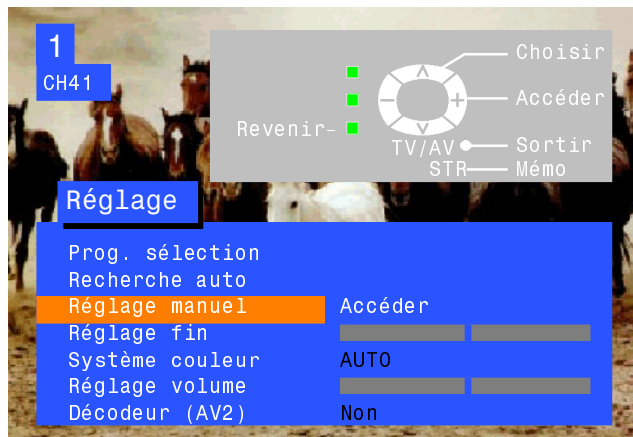 1
CH41
Choisir
Accéder
Revenir-
TV/AV Sortir
STR Mémo
Réglage
Prog. sélection
Recherche auto
Réglage manuel Accéder
Réglage fin
Système couleur AUTO
Réglage volume
Décodeur (AV2) Non